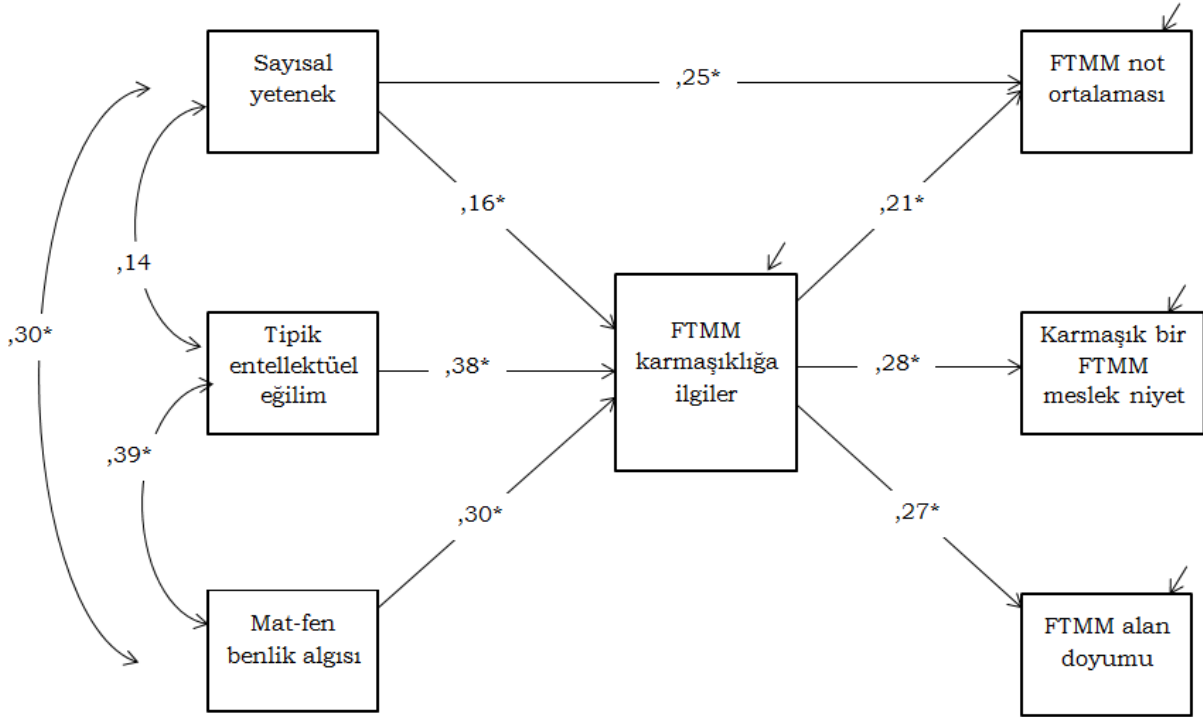 Sayısal
yetenek
,25*
FTMM not
ortalaması
,16*
,21*
,14
,30*
Tipik
entellektüel
eğilim
,38*
FTMM
karmaşıklığa
ilgiler
,28*
Karmaşık bir
FTMM
meslek niyet
,39*
,30*
,27*
Mat-fen
benlik algısı
FTMM alan
doyumu